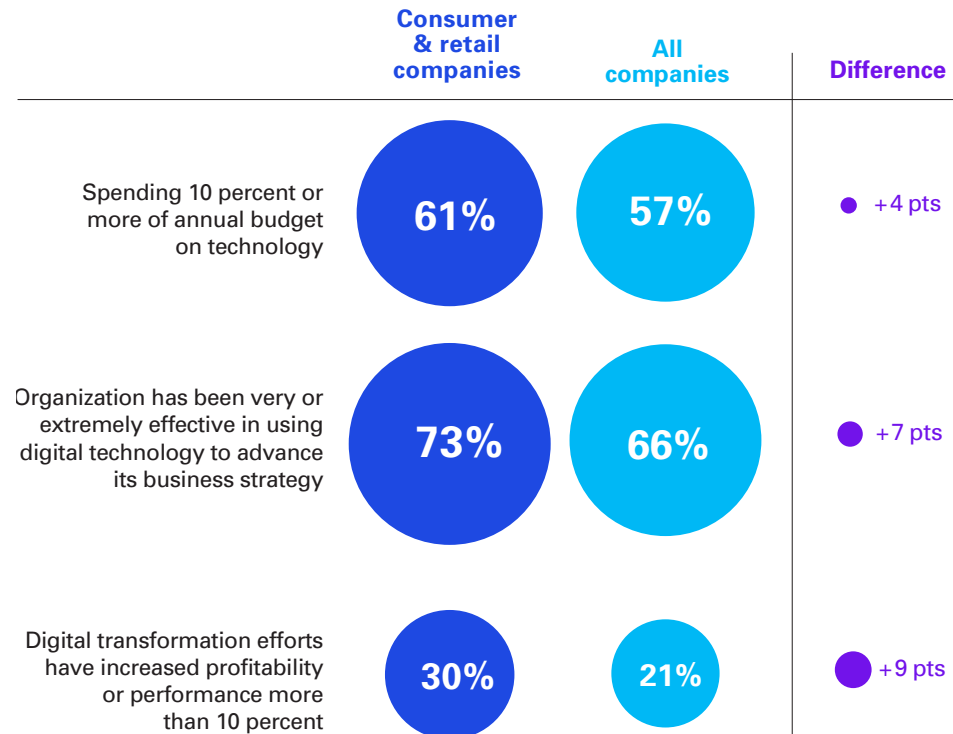 Consumer
& retail
companies
All
companies
Difference
Spending 10 percent or
more of annual budget
on technology
61%
57%
+4 pts
Organization has been very or
extremely effective in using
digital technology to advance
its business strategy
73%
66%
+7 pts
Digital transformation efforts
have increased profitability
or performance more
than 10 percent
30%
21%
+9 pts